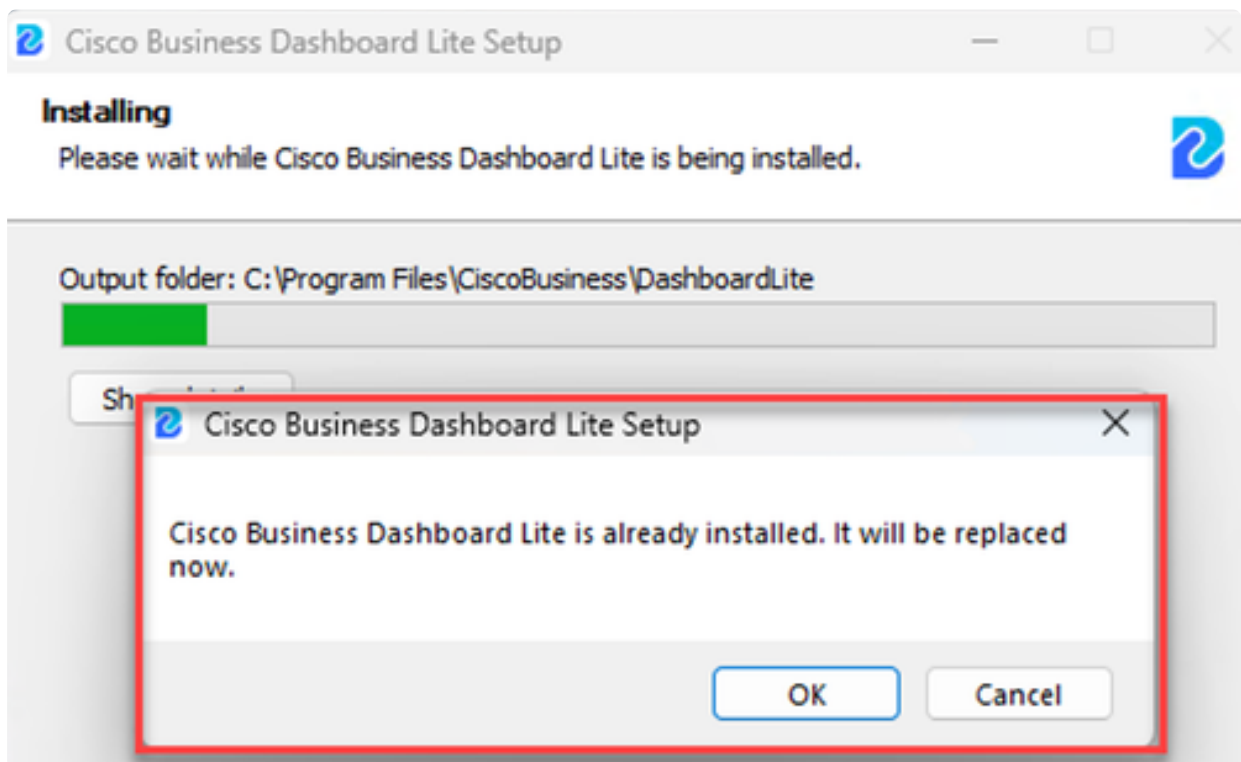 Cisco Business Dashboard Lite Setup
Installing
Please wait while Cisco Business Dashboard Lite is being installed.
Output folder: C:\Program Files\CiscoBusiness\DashboardLite
Cisco Business Dashboard Lite Setup
Cisco Business Dashboard Lite is already installed. It will be replaced
now.
OK
Cancel